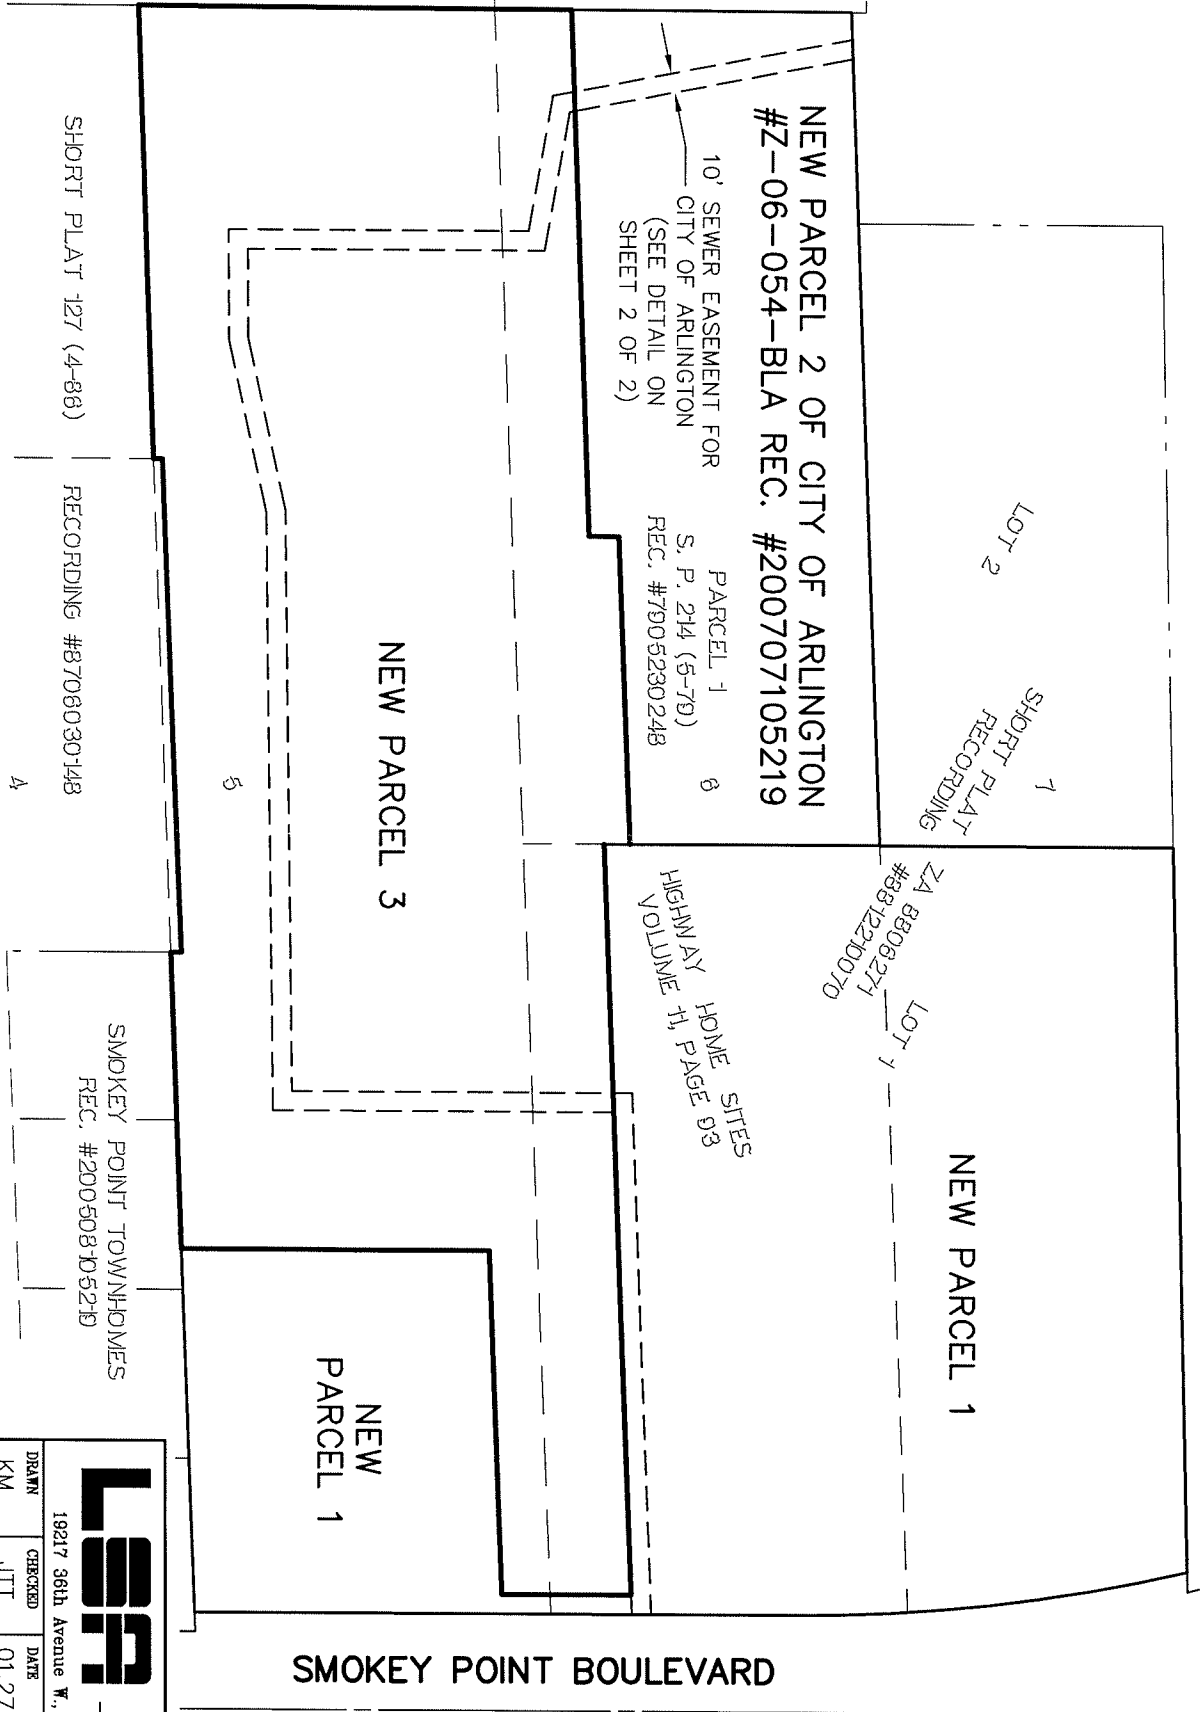 NEW PARCEL 2 OF CITY OF ARLINGTON
#Z-06-054-BLA REC. #200707105219
10' SEWER EASEMENT FOR
CITY OF ARLINGTON
(SEE DETAIL ON
SHEET 2 OF 2)
PARCEL 1
S. P. 214 (5-79)
REC. #7905230248
6
LOT 2
7
SHORT PLAT
RECORDING
ZA 8806271
#8812210070
LOT 1
NEW PARCEL 1
HIGHWAY HOME SITES
VOLUME 11, PAGE 93
NEW PARCEL 3
5
NEW
PARCEL 1
SHORT PLAT 127 (4-86)
RECORDING #8706030148
4
SMOKEY POINT TOWNHOMES
REC. #200508105219
SMOKEY POINT BOULEVARD
LSA
19217 36th Avenue W.,
DRAWN
KM
CHECKED
JTT
DATE
01.27